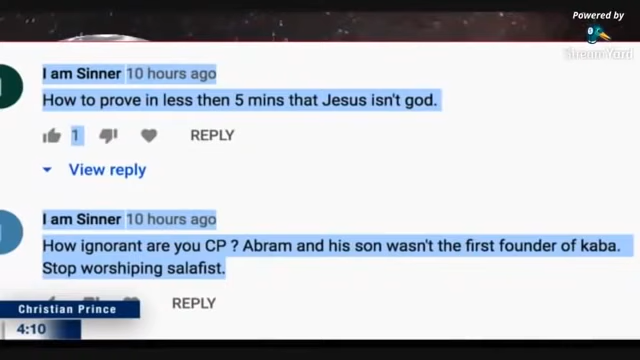 Powered by
StreamYard
I am Sinner 10 hours ago
How to prove in less then 5 mins that Jesus isn't god.
1
REPLY
View reply
I am Sinner 10 hours ago
How ignorant are you CP ? Abram and his son wasn't the first founder of kaba.
Stop worshiping salafist.
REPLY
Christian Prince
4:10